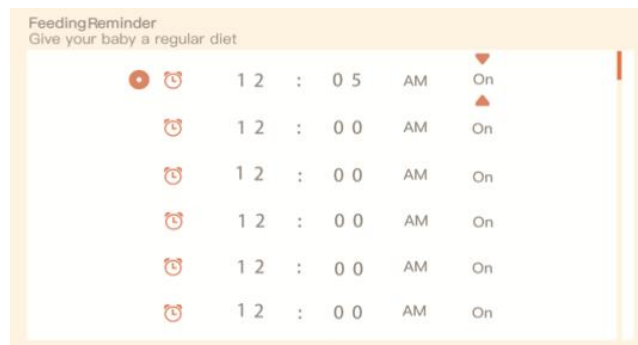 FeedingReminder
Give your baby a regular diet
12 : 05 AM On
12 : 00 AM On
12 : 00 AM On
12 : 00 AM On
12 : 00 AM On
12 : 00 AM On